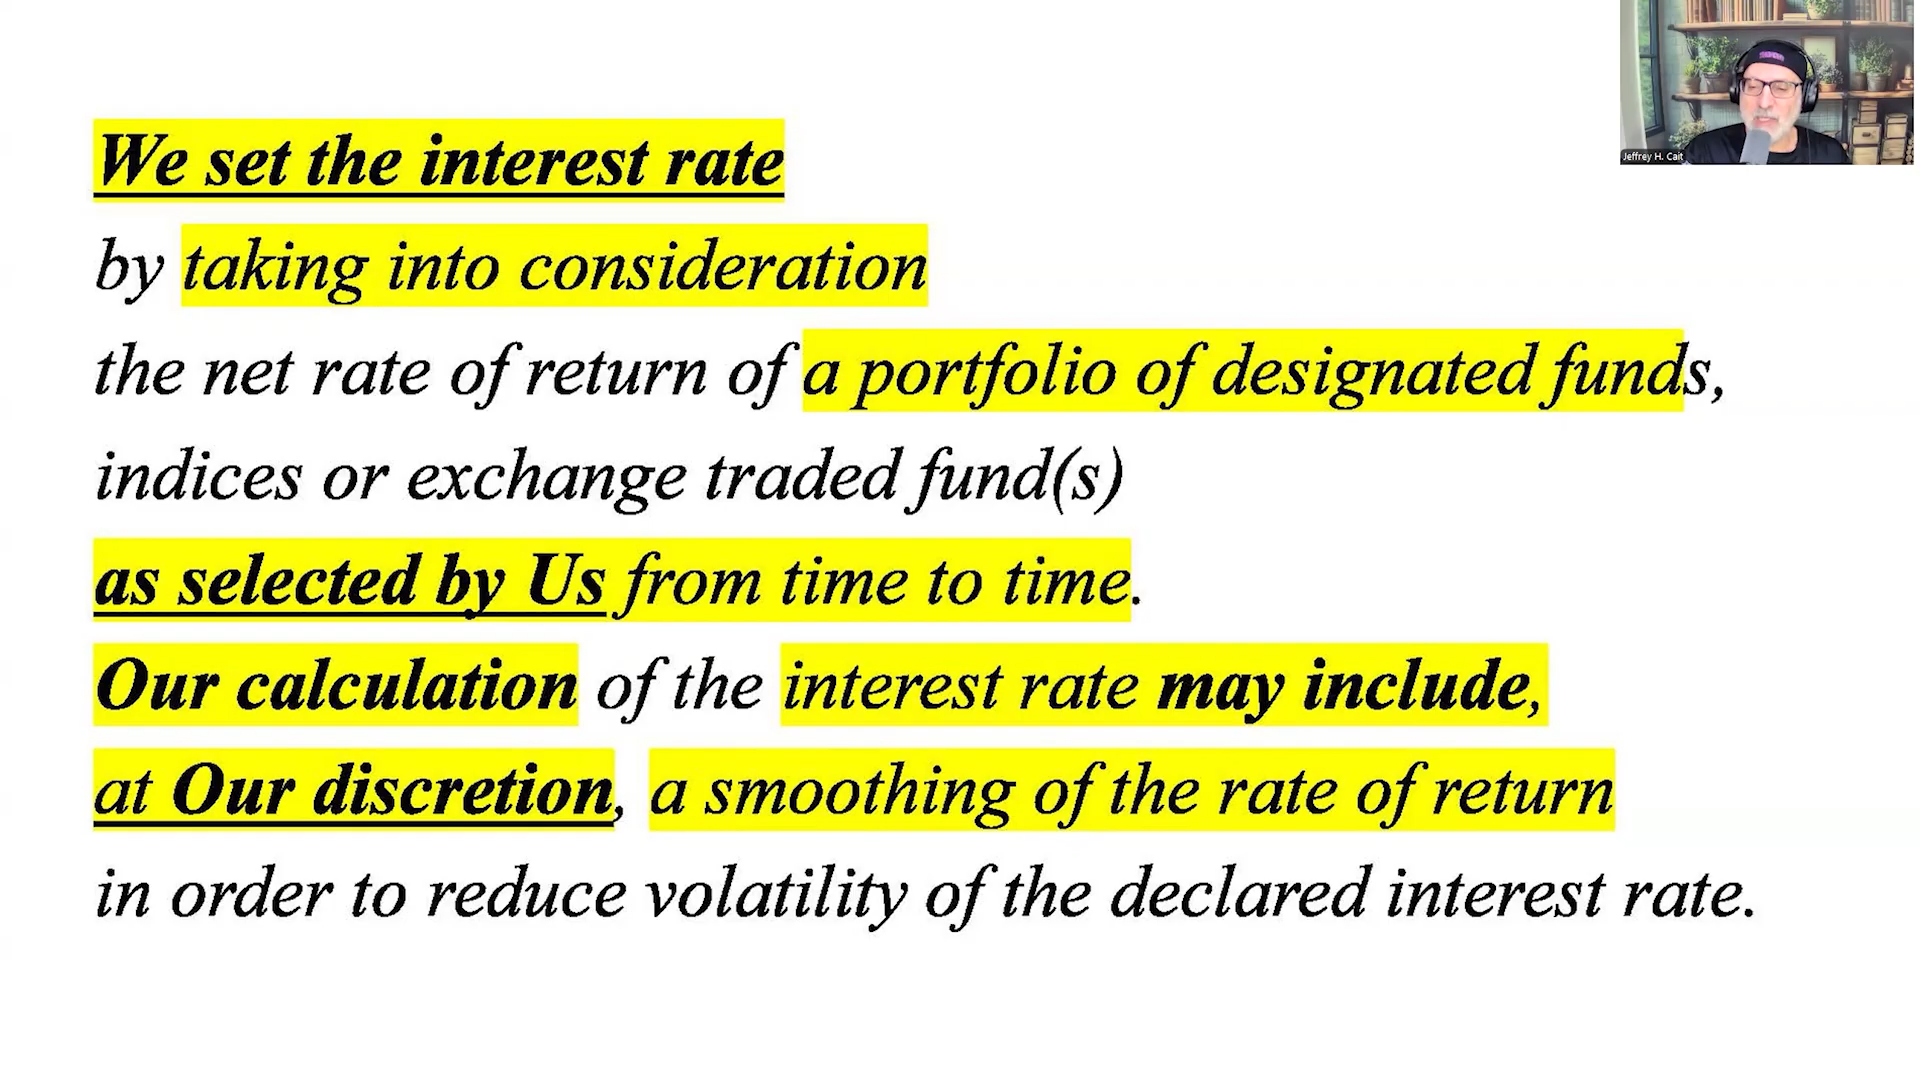 We set the interest rate
by taking into consideration
the net rate of return of a portfolio of designated funds,
indices or exchange traded fund(s)
as selected by Us from time to time.
Our calculation of the interest rate may include,
at Our discretion, a smoothing of the rate of return
in order to reduce volatility of the declared interest rate.
Jeffrey H. Cait